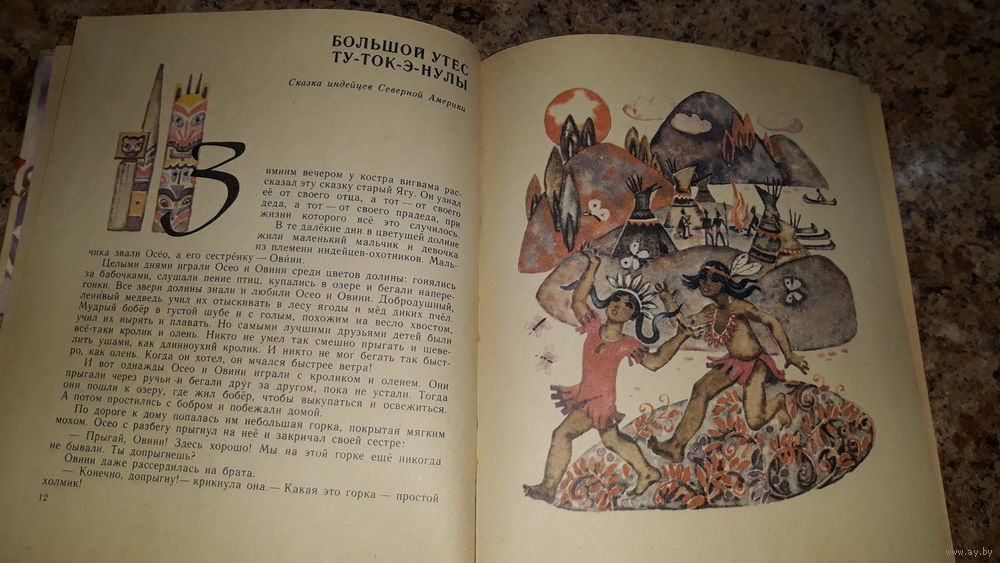 БОЛЬШОЙ УТЕС
ТУ-ТОК-Э-НУЛЫ
Сказка индейцев Северной Америки
Зимним вечером у костра вигвама рас-
сказал эту сказку старый Ягу. Он узнал
её от своего отца, а тот — от своего
деда, а тот — от своего прадеда, при
жизни которого всё это случилось.
В те далёкие дни в цветущей долине
жили маленький мальчик и девочка
из племени индейцев-охотников. Маль-
чика звали Осéо, а его сестрёнку — Овúни.
Целыми днями играли Осео и Овини среди цветов долины: гонялись
за бабочками, слушали пение птиц, купались в озере и бегали напере-
гонки. Все звери долины знали и любили Осео и Овини. Добродушный,
ленивый медведь учил их отыскивать в лесу ягоды и мёд диких пчёл.
Мудрый бобёр в густой шубе и с голым, похожим на весло хвостом,
учил их нырять и плавать. Но самыми лучшими друзьями детей были
всё-таки кролик и олень. Никто не умел так смешно прыгать и шеве-
лить ушами, как длинноухий кролик. И никто не мог бегать так быст-
ро, как олень. Когда он хотел, он мчался быстрее ветра!
И вот однажды Осео и Овини играли с кроликом и оленем. Они
прыгали через ручьи и бегали друг за другом, пока не устали. Тогда
они пошли к озеру, где жил бобёр, чтобы выкупаться и освежиться.
А потом простились с бобром и побежали домой.
По дороге к дому попалась им небольшая горка, покрытая мягким
мохом. Осео с разбегу прыгнул на неё и закричал своей сестре:
— Прыгай, Овини! Здесь хорошо! Мы на этой горке ещё никогда
не бывали. Ты допрыгнешь?
Овини даже рассердилась на брата.
— Конечно, допрыгну!— крикнула она.— Какая это горка — простой
холмик!
12
www.ay.by